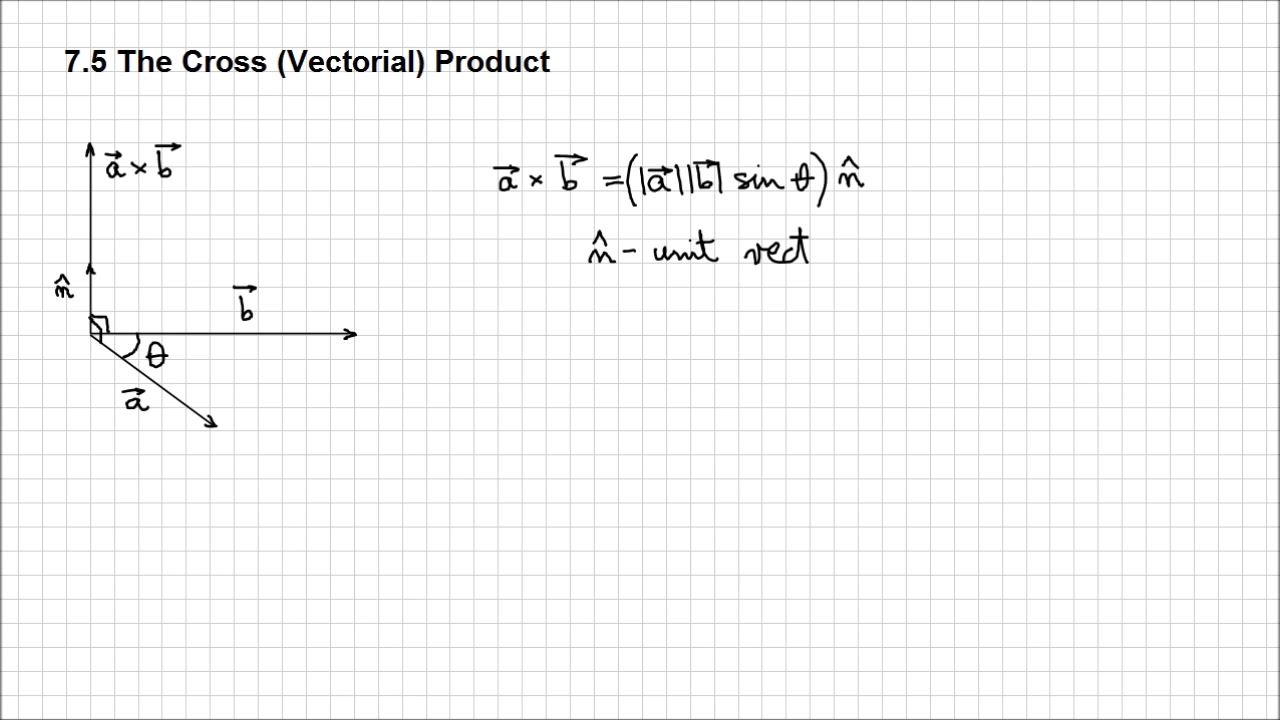 7.5 The Cross (Vectorial) Product
a⃗ × b⃗
a⃗ × b⃗ = (|a⃗||b⃗| sin θ) n̂
n̂ - unit vect
n̂
b⃗
θ
a⃗